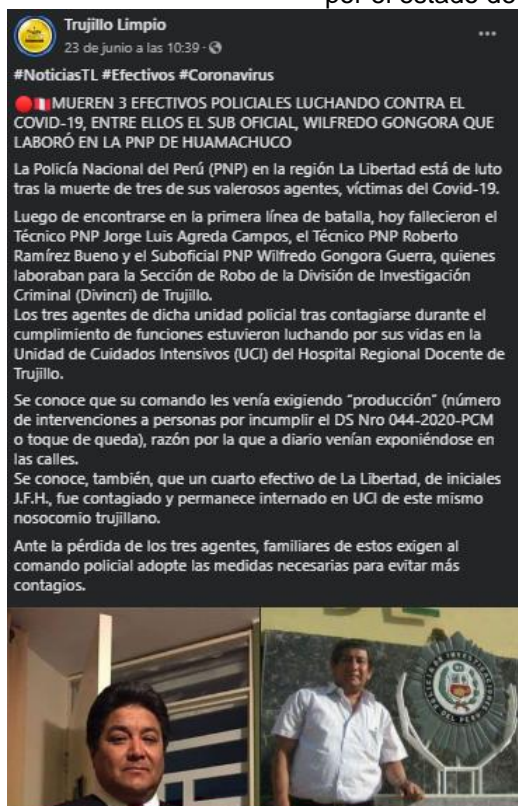 por el estado de
Trujillo Limpio
23 de junio a las 10:39 ·
#NoticiasTL #Efectivos #Coronavirus
🔴🇵🇪MUEREN 3 EFECTIVOS POLICIALES LUCHANDO CONTRA EL
COVID-19, ENTRE ELLOS EL SUB OFICIAL, WILFREDO GONGORA QUE
LABORÓ EN LA PNP DE HUAMACHUCO
La Policía Nacional del Perú (PNP) en la región La Libertad está de luto
tras la muerte de tres de sus valerosos agentes, víctimas del Covid-19.
Luego de encontrarse en la primera línea de batalla, hoy fallecieron el
Técnico PNP Jorge Luis Agreda Campos, el Técnico PNP Roberto
Ramírez Bueno y el Suboficial PNP Wilfredo Gongora Guerra, quienes
laboraban para la Sección de Robo de la División de Investigación
Criminal (Divincri) de Trujillo.
Los tres agentes de dicha unidad policial tras contagiarse durante el
cumplimiento de funciones estuvieron luchando por sus vidas en la
Unidad de Cuidados Intensivos (UCI) del Hospital Regional Docente de
Trujillo.
Se conoce que su comando les venía exigiendo "producción" (número
de intervenciones a personas por incumplir el DS Nro 044-2020-PCM
o toque de queda), razón por la que a diario venían exponiéndose en
las calles.
Se conoce, también, que un cuarto efectivo de La Libertad, de iniciales
J.F.H., fue contagiado y permanece internado en UCI de este mismo
nosocomio trujillano.
Ante la pérdida de los tres agentes, familiares de estos exigen al
comando policial adopte las medidas necesarias para evitar más
contagios.